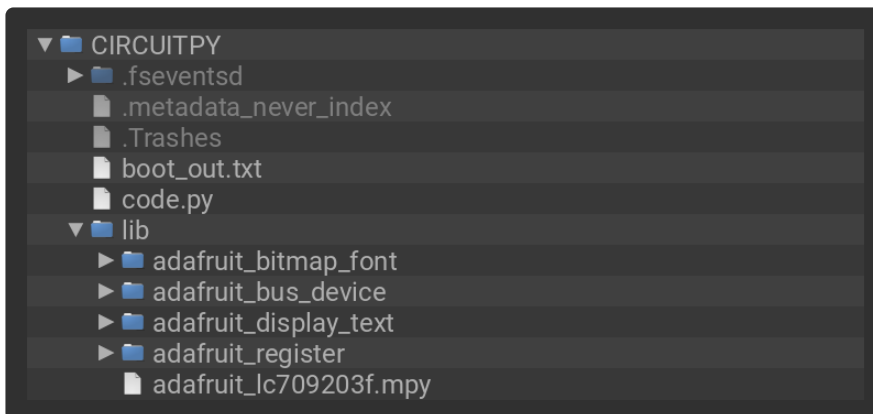 CIRCUITPY
.fseventsd
.metadata_never_index
.Trashes
boot_out.txt
code.py
lib
adafruit_bitmap_font
adafruit_bus_device
adafruit_display_text
adafruit_register
adafruit_lc709203f.mpy